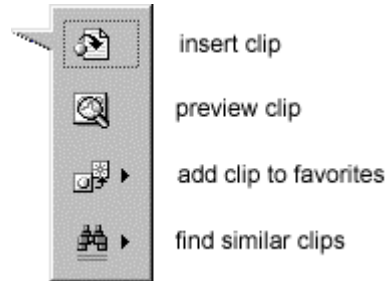 insert clip
preview clip
add clip to favorites
find similar clips